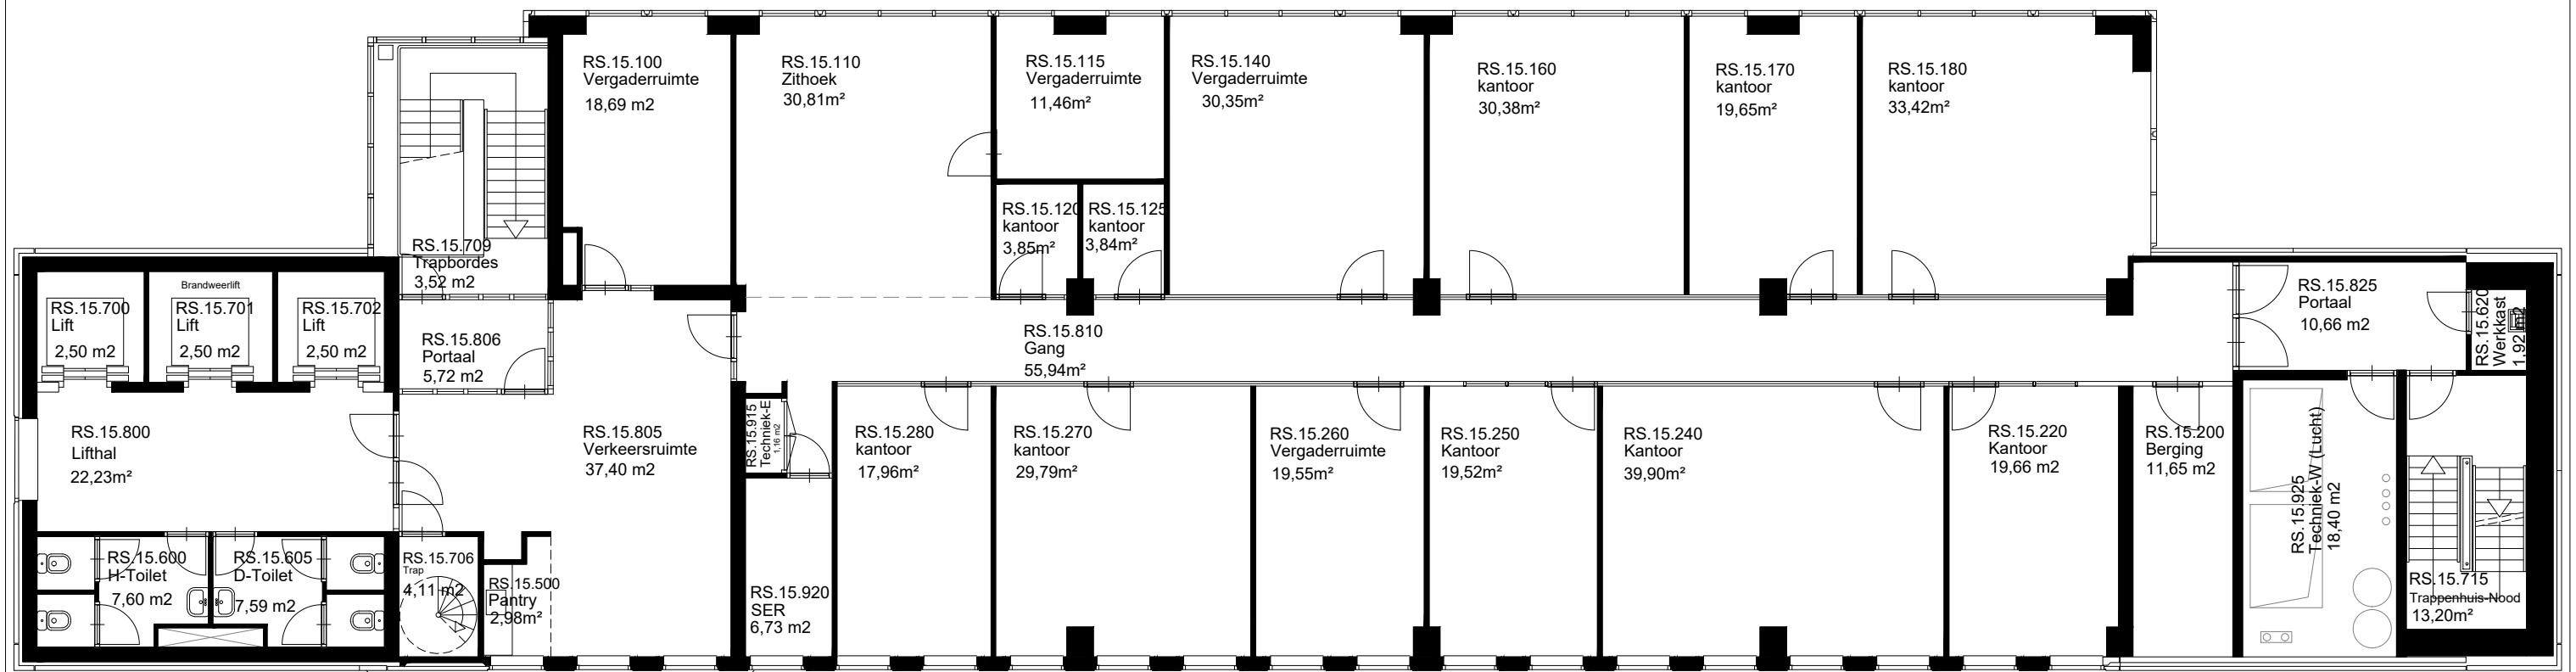 RS.15.100
Vergaderruimte
18,69 m2
RS.15.110
Zithoek
30,81m²
RS.15.115
Vergaderruimte
11,46m²
RS.15.140
Vergaderruimte
30,35m²
RS.15.160
kantoor
30,38m²
RS.15.170
kantoor
19,65m²
RS.15.180
kantoor
33,42m²
RS.15.120
kantoor
3,85m²
RS.15.125
kantoor
3,84m²
RS.15.709
Trapbordes
3,52 m2
RS.15.700
Lift
2,50 m2
Brandweerlift
RS.15.701
Lift
2,50 m2
RS.15.702
Lift
2,50 m2
RS.15.806
Portaal
5,72 m2
RS.15.810
Gang
55,94m²
RS.15.825
Portaal
10,66 m2
RS.15.620
Werkkast
1,92 m2
RS.15.800
Lifthal
22,23m²
RS.15.805
Verkeersruimte
37,40 m2
RS.15.915
Techniek-E
1,16 m2
RS.15.280
kantoor
17,96m²
RS.15.270
kantoor
29,79m²
RS.15.260
Vergaderruimte
19,55m²
RS.15.250
Kantoor
19,52m²
RS.15.240
Kantoor
39,90m²
RS.15.220
Kantoor
19,66 m2
RS.15.200
Berging
11,65 m2
RS.15.925
Techniek-W (Lucht)
18,40 m2
RS.15.600
H-Toilet
7,60 m2
RS.15.605
D-Toilet
7,59 m2
RS.15.706
Trap
4,11 m2
RS.15.500
Pantry
2,98m²
RS.15.920
SER
6,73 m2
RS.15.715
Trappenhuis-Nood
13,20m²